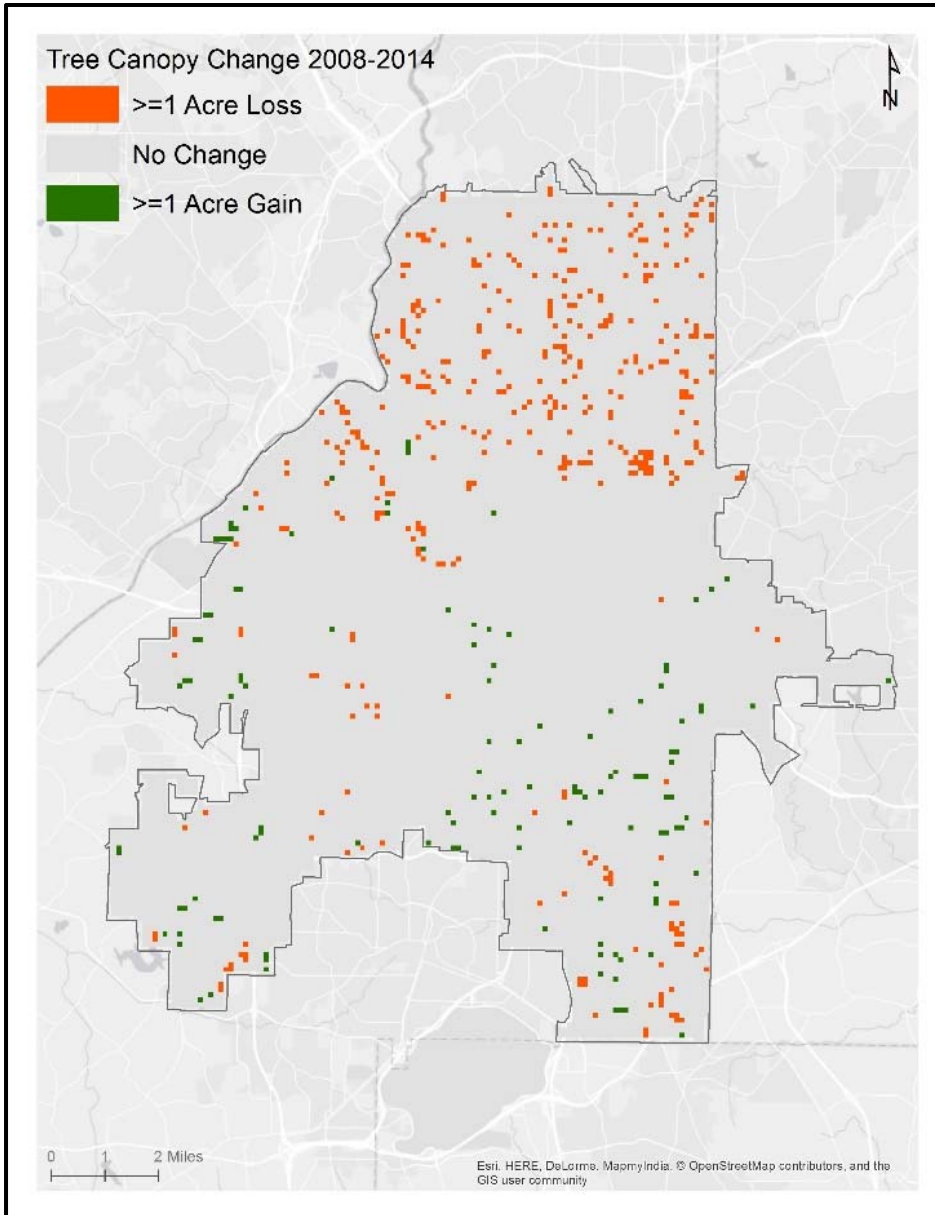 Tree Canopy Change 2008-2014
>=1 Acre Loss
No Change
>=1 Acre Gain
N
0 1 2 Miles
Esri, HERE, DeLorme, MapmyIndia, © OpenStreetMap contributors, and the
GIS user community